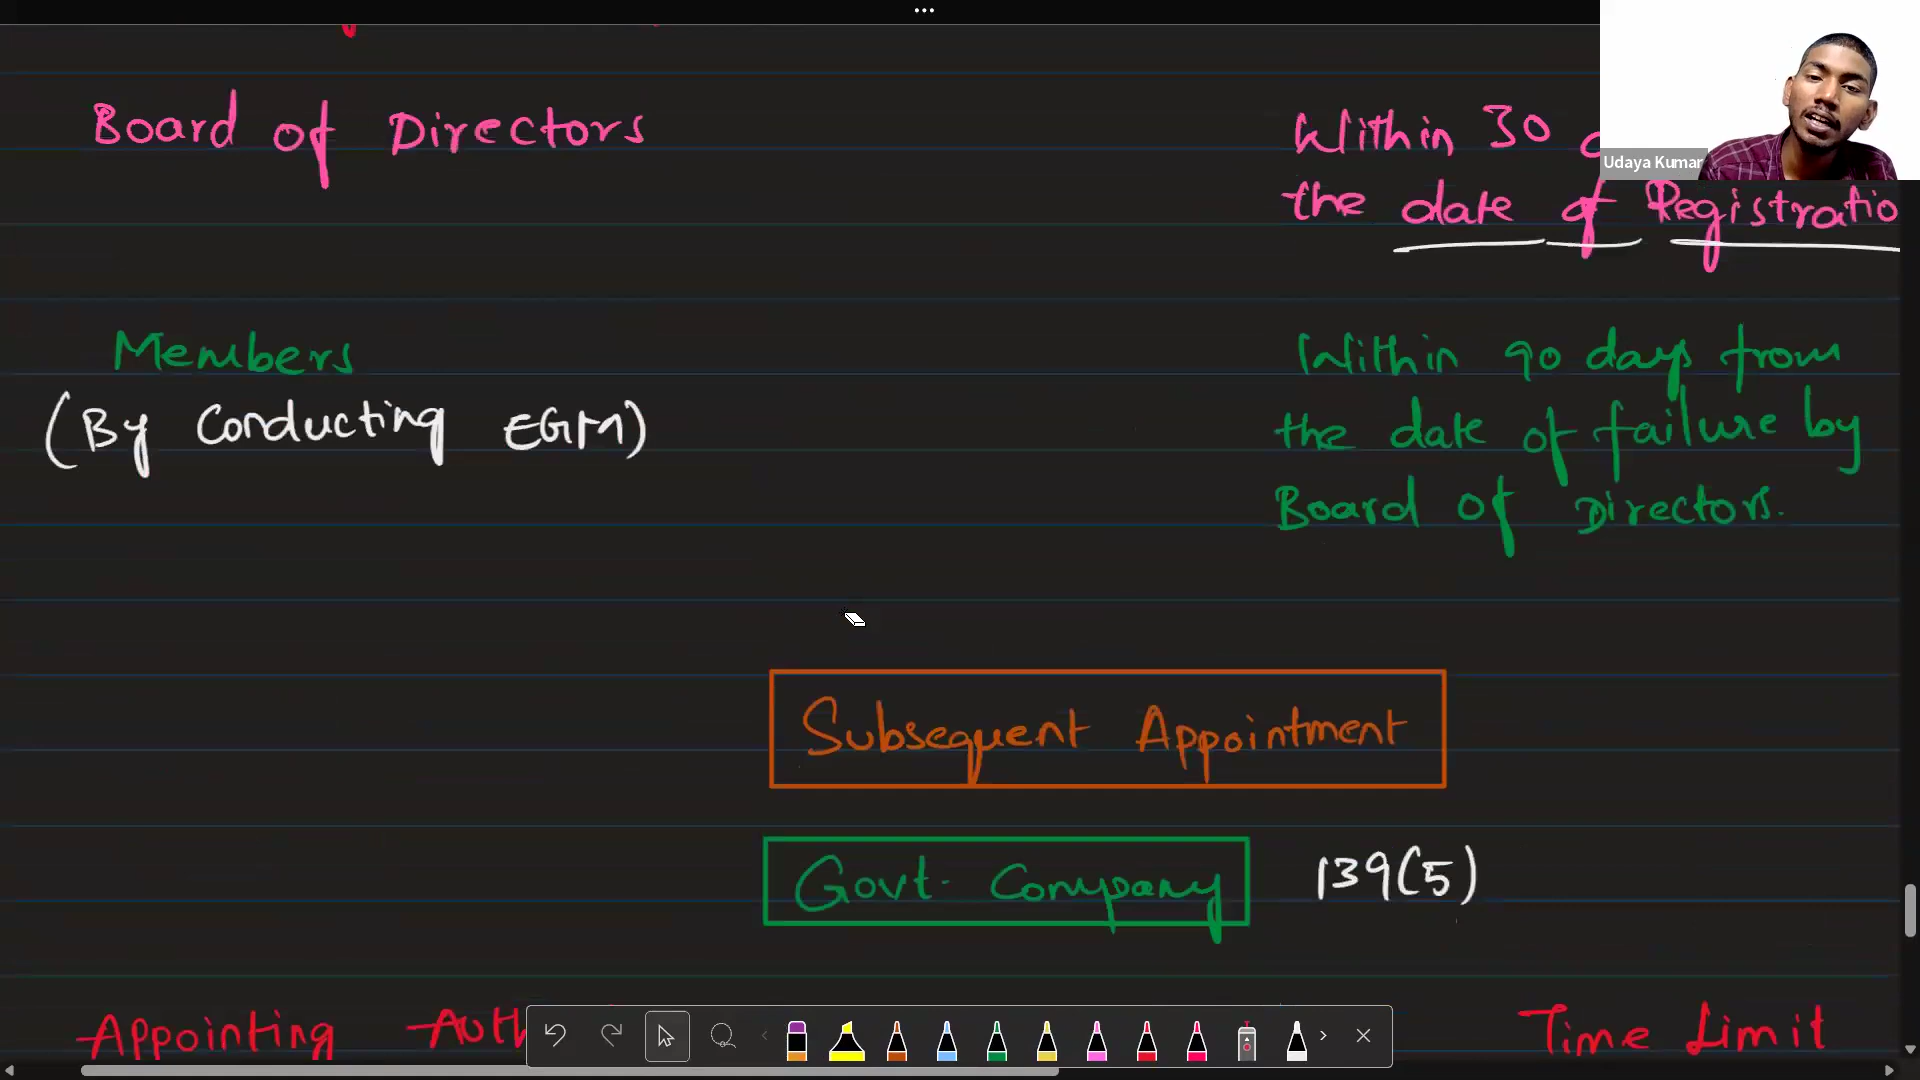 Board of Directors
Within 30
Udaya Kumar
the date of Registratio
Members
Within 90 days from
(By Conducting EGM)
the date of failure by
Board of Directors.
Subsequent Appointment
Govt. Company 139(5)
Appointing Auth
Time Limit